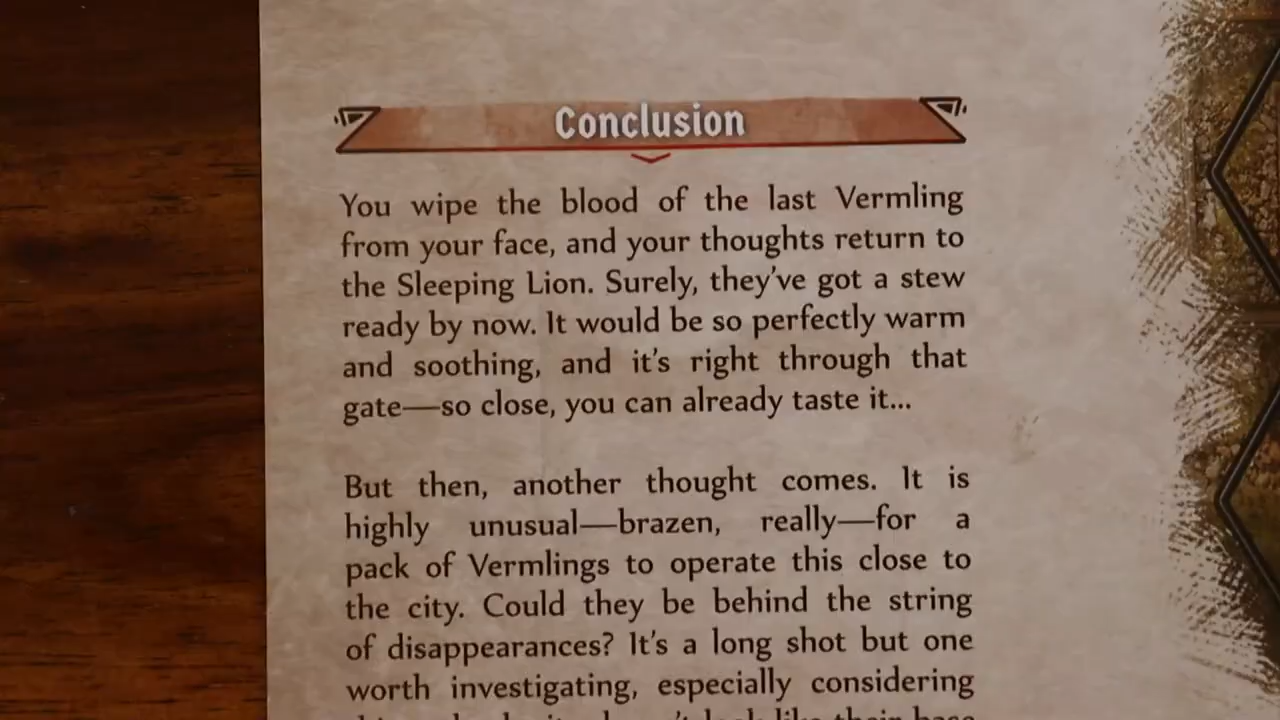 Conclusion
You wipe the blood of the last Vermling
from your face, and your thoughts return to
the Sleeping Lion. Surely, they've got a stew
ready by now. It would be so perfectly warm
and soothing, and it's right through that
gate—so close, you can already taste it...
But then, another thought comes. It is
highly unusual—brazen, really—for a
pack of Vermlings to operate this close to
the city. Could they be behind the string
of disappearances? It's a long shot but one
worth investigating, especially considering